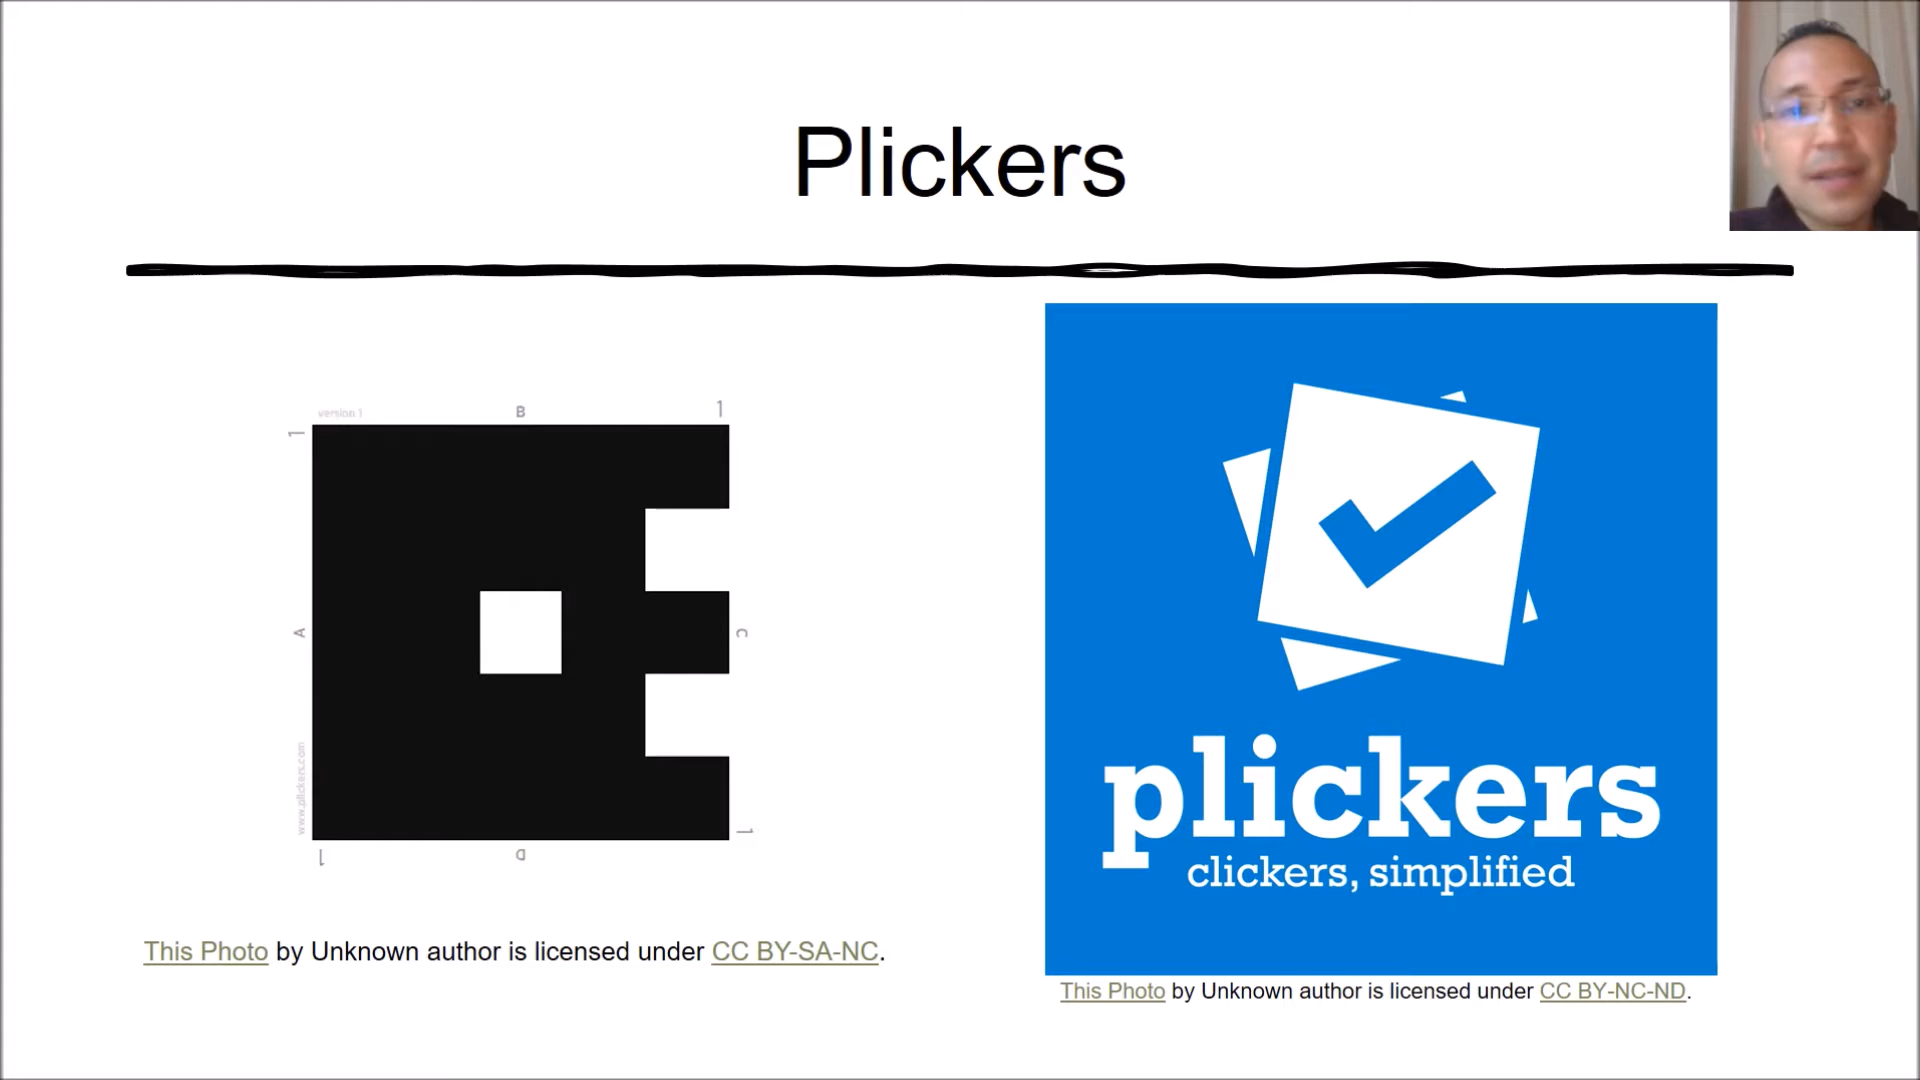 Plickers
version 1
B
1
1
A
C
www.plickers.com
1
1
D
This Photo by Unknown author is licensed under CC BY-SA-NC.
plickers
clickers, simplified
This Photo by Unknown author is licensed under CC BY-NC-ND.